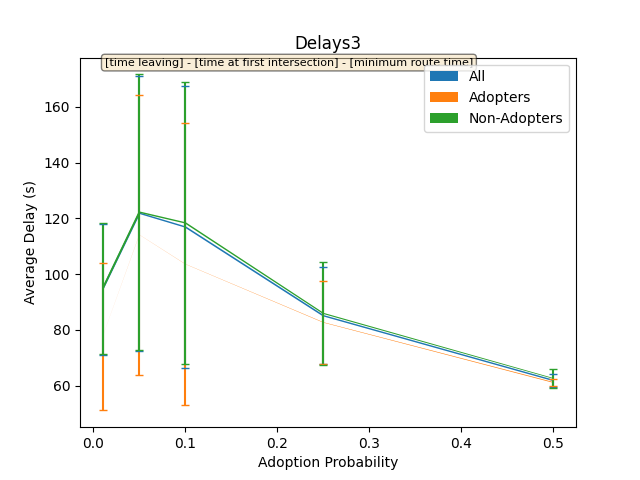 Delays3
[time leaving] - [time at first intersection] - [minimum route time]
All
Adopters
Non-Adopters
Average Delay (s)
160
140
120
100
80
60
0.0 0.1 0.2 0.3 0.4 0.5
Adoption Probability